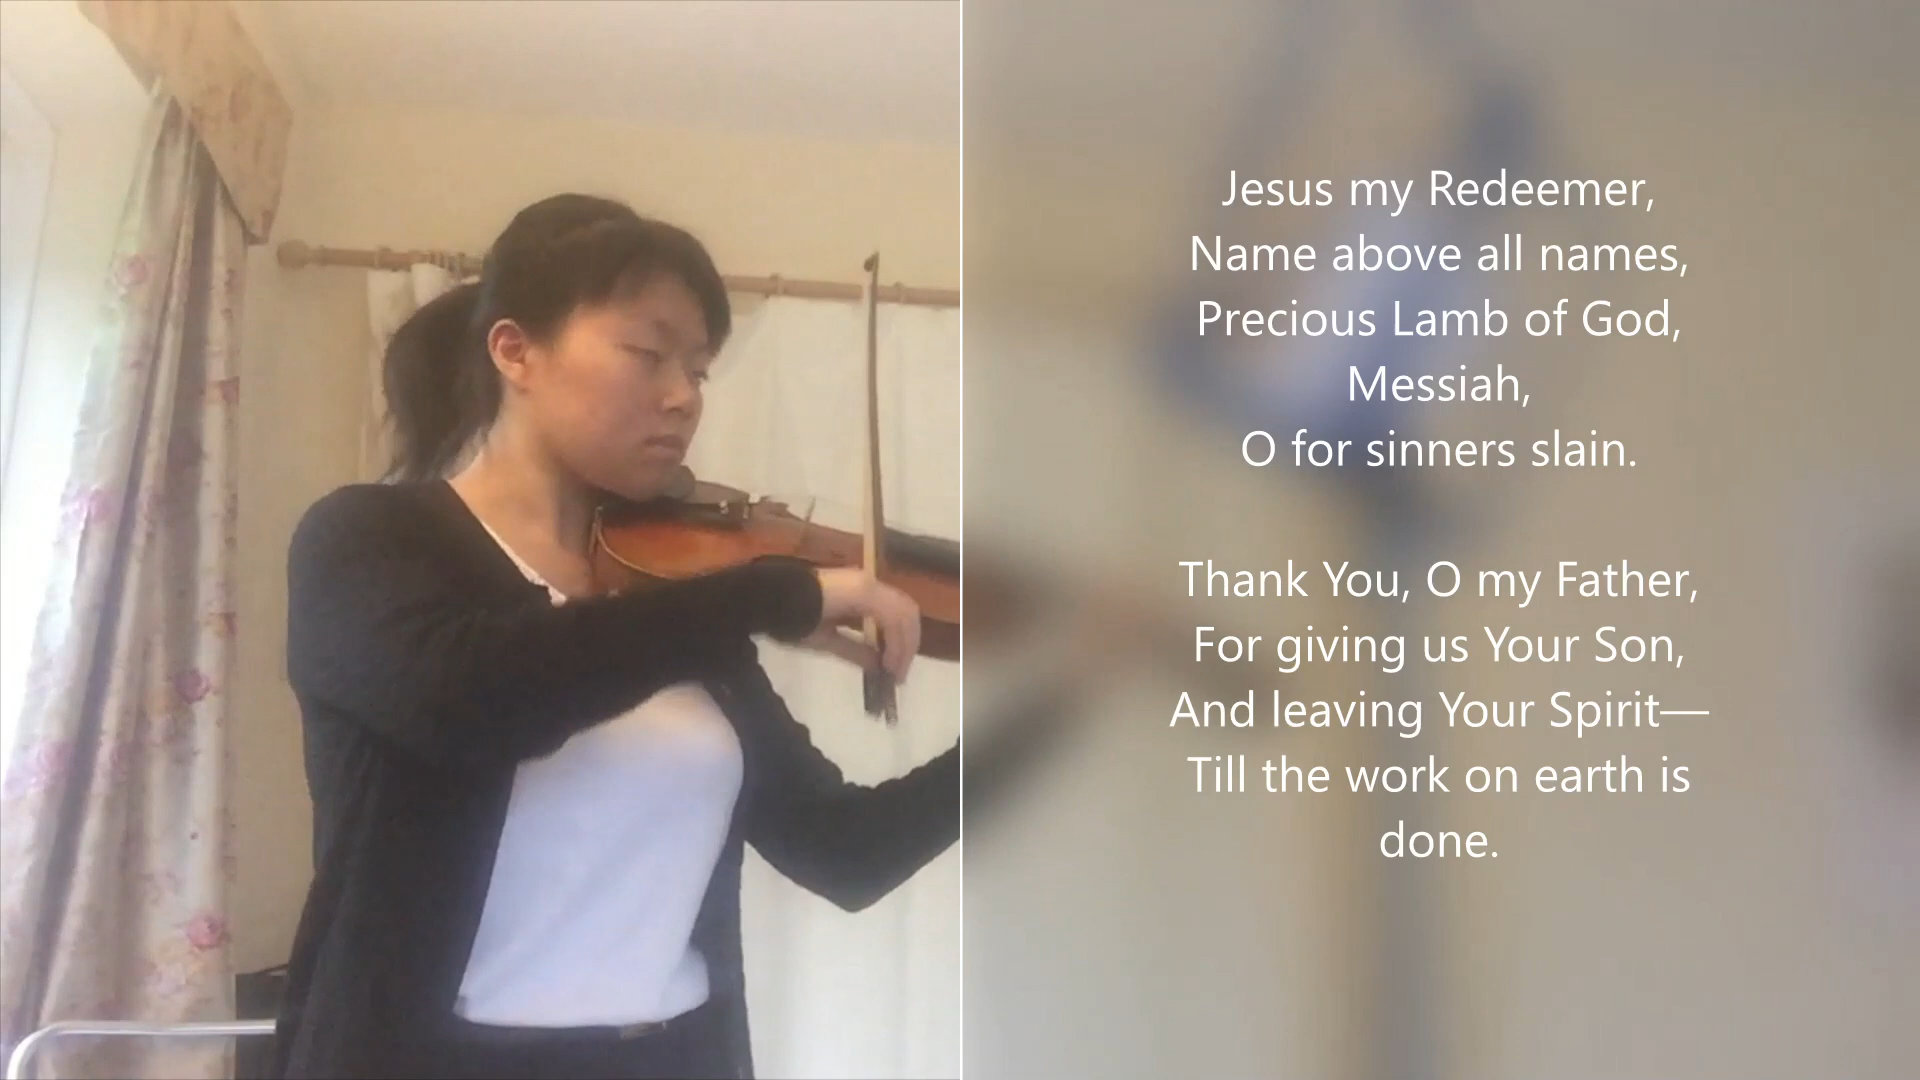 Jesus my Redeemer,
Name above all names,
Precious Lamb of God,
Messiah,
O for sinners slain.
Thank You, O my Father,
For giving us Your Son,
And leaving Your Spirit—
Till the work on earth is
done.